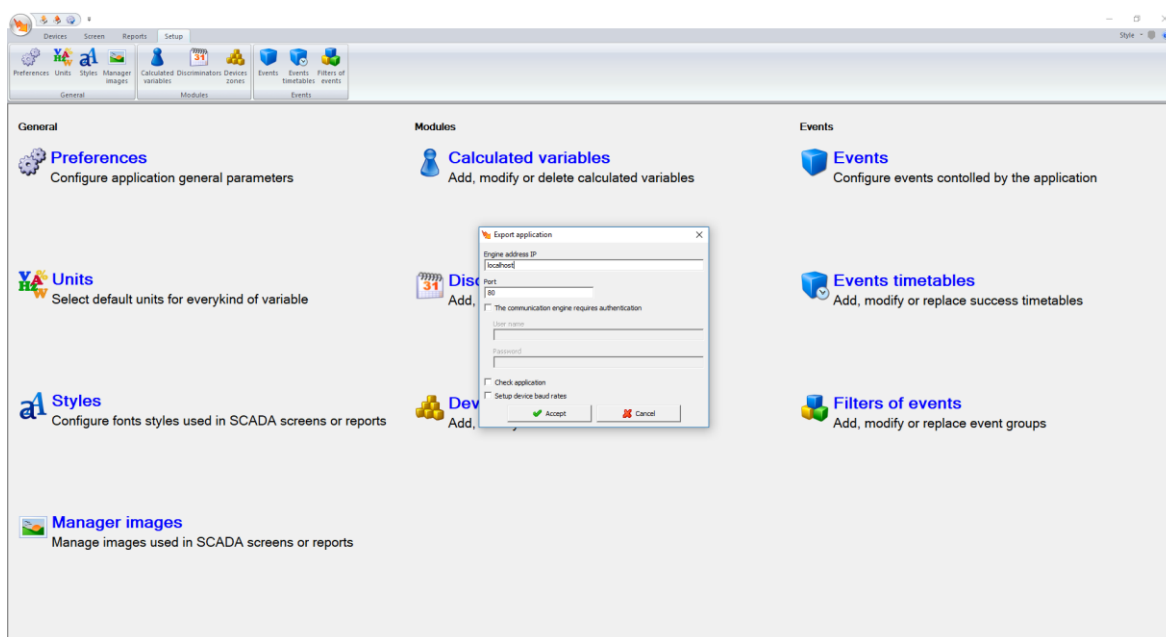 Devices Screen Reports Setup
Style
Preferences Units Styles Manager images
Calculated variables Discriminators Devices zones
Events Events timetables Filters of events
General Modules Events
General
Preferences
Configure application general parameters
Units
Select default units for everykind of variable
Styles
Configure fonts styles used in SCADA screens or reports
Manager images
Manage images used in SCADA screens or reports
Modules
Calculated variables
Add, modify or delete calculated variables
31
Disc
Add,
Dev
Add,
Events
Events
Configure events contolled by the application
Events timetables
Add, modify or replace success timetables
Filters of events
Add, modify or replace event groups
Export application
Engine address IP
localhost
Port
80
The communication engine requires authentication
User name
Password
Check application
Setup device baud rates
Accept Cancel